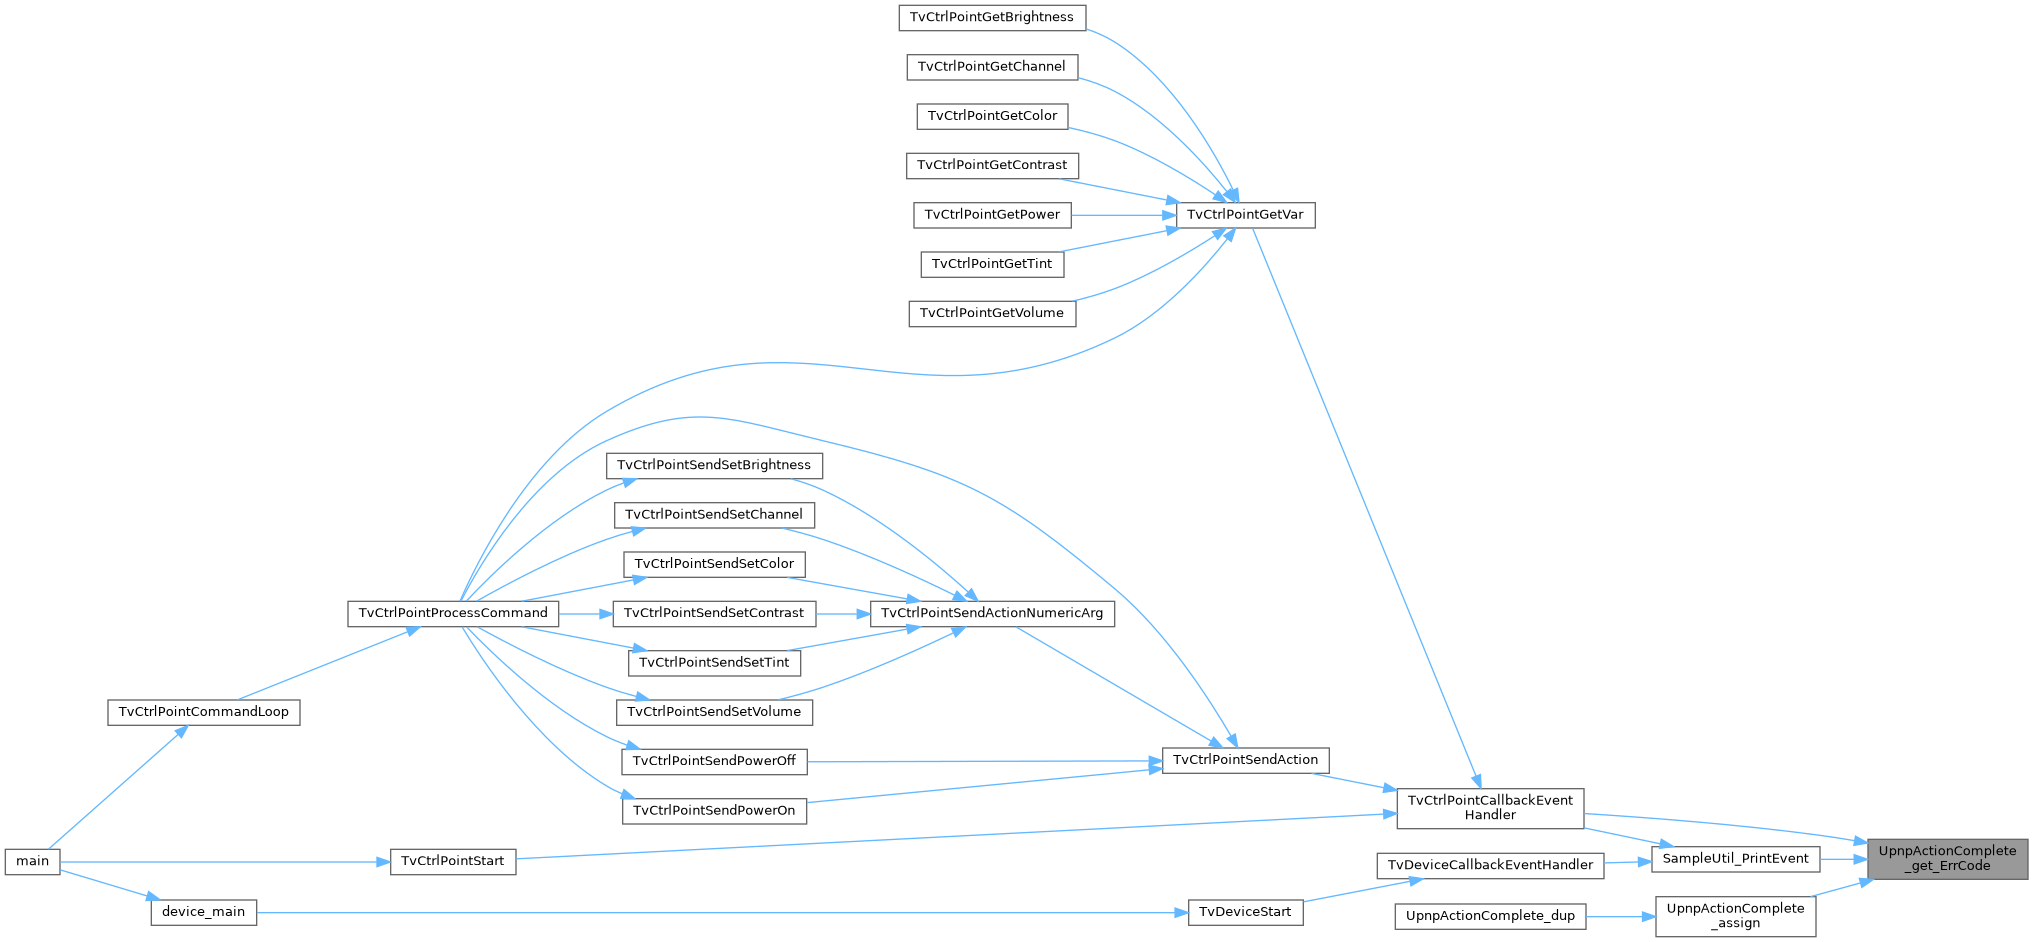 TvCtrlPointGetBrightness
TvCtrlPointGetChannel
TvCtrlPointGetColor
TvCtrlPointGetContrast
TvCtrlPointGetPower
TvCtrlPointGetVar
TvCtrlPointGetTint
TvCtrlPointGetVolume
TvCtrlPointSendSetBrightness
TvCtrlPointSendSetChannel
TvCtrlPointSendSetColor
TvCtrlPointProcessCommand
TvCtrlPointSendSetContrast
TvCtrlPointSendActionNumericArg
TvCtrlPointSendSetTint
TvCtrlPointCommandLoop
TvCtrlPointSendSetVolume
TvCtrlPointSendPowerOff
TvCtrlPointSendAction
TvCtrlPointSendPowerOn
TvCtrlPointCallbackEvent
Handler
main
TvCtrlPointStart
TvDeviceCallbackEventHandler
SampleUtil_PrintEvent
UpnpActionComplete
_get_ErrCode
device_main
TvDeviceStart
UpnpActionComplete_dup
UpnpActionComplete
_assign